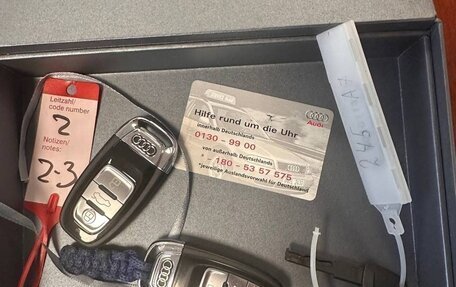 Leitzahl/
code number
2
Notizen/
notes:
2-3
Hilfe rund um die Uhr
innerhalb Deutschlands
0130 – 99 00
von außerhalb Deutschlands
- 180 – 53 57 575
*jeweilige Auslandsvorwahl für Deutschland
Audi
245